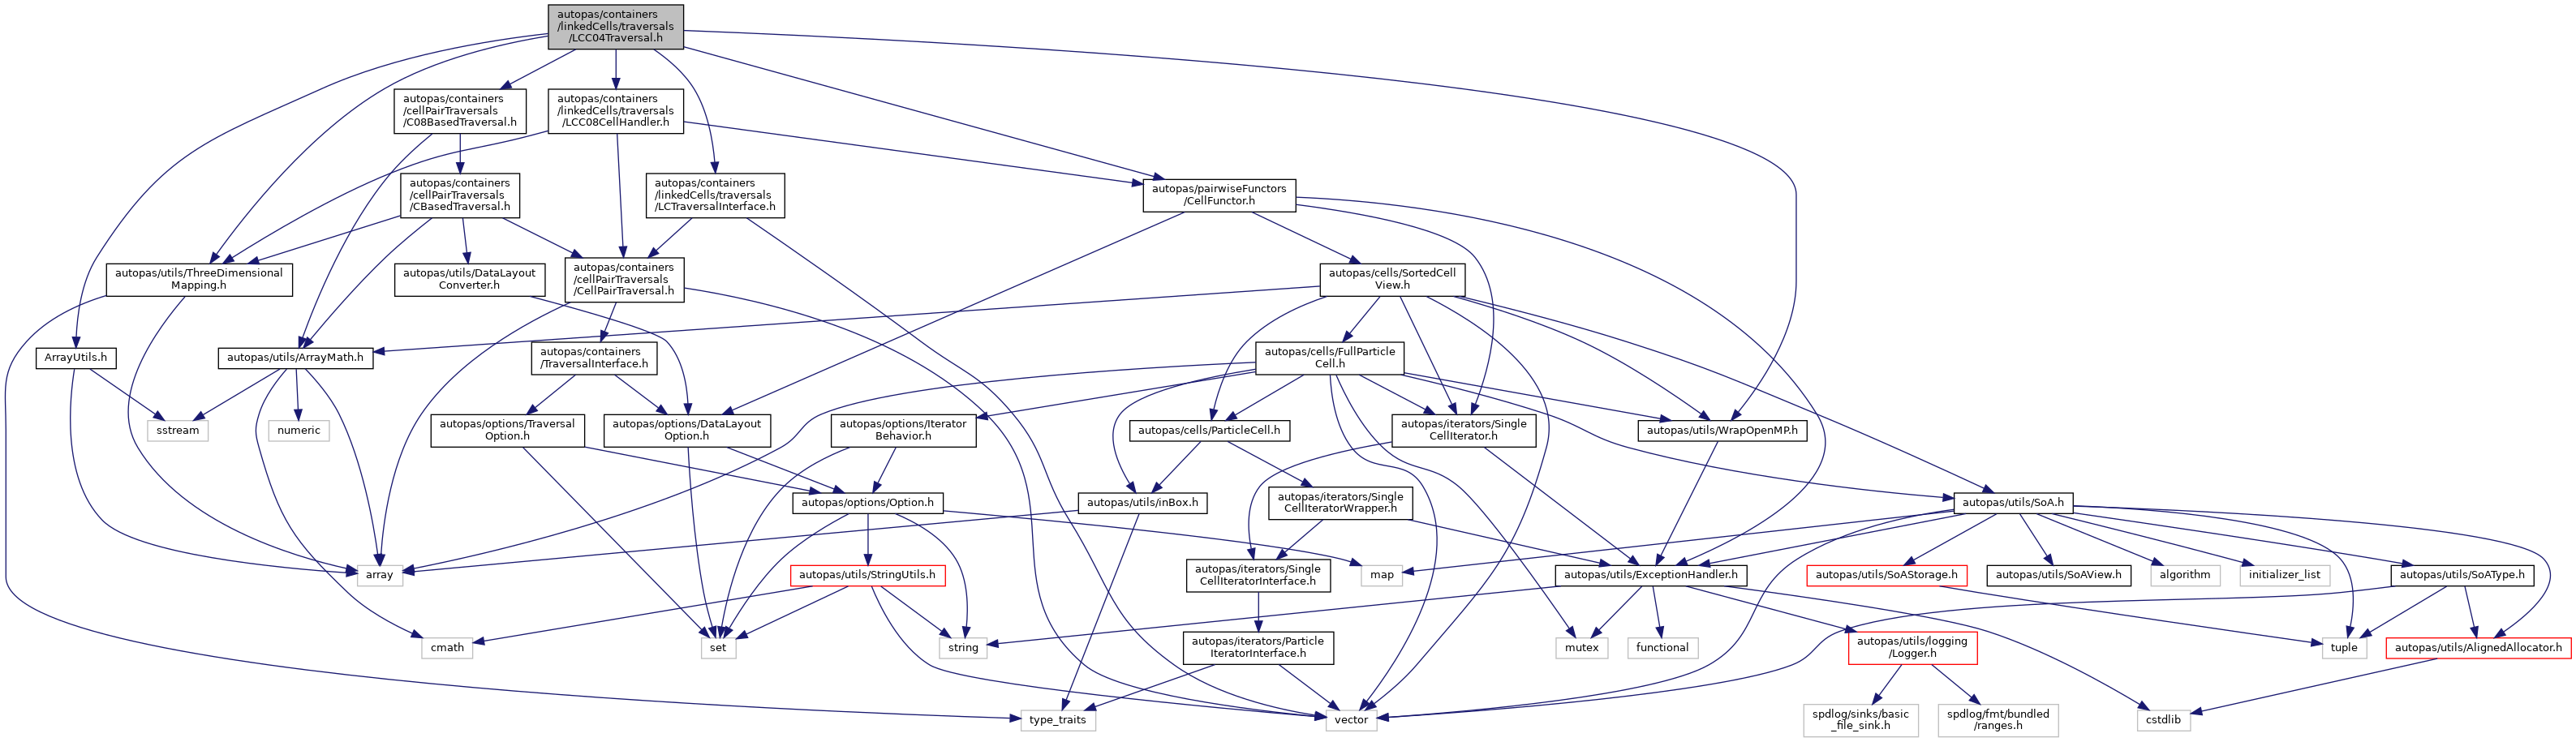 autopas/containers
/linkedCells/traversals
/LCC04Traversal.h
autopas/containers
/cellPairTraversals
/C08BasedTraversal.h
autopas/containers
/linkedCells/traversals
/LCC08CellHandler.h
autopas/containers
/cellPairTraversals
/CBasedTraversal.h
autopas/containers
/linkedCells/traversals
/LCTraversalInterface.h
autopas/pairwiseFunctors
/CellFunctor.h
autopas/utils/ThreeDimensional
Mapping.h
autopas/utils/DataLayout
Converter.h
autopas/containers
/cellPairTraversals
/CellPairTraversal.h
autopas/cells/SortedCell
View.h
ArrayUtils.h
autopas/utils/ArrayMath.h
autopas/containers
/TraversalInterface.h
autopas/cells/FullParticle
Cell.h
sstream
numeric
autopas/options/Traversal
Option.h
autopas/options/DataLayout
Option.h
autopas/options/Iterator
Behavior.h
autopas/cells/ParticleCell.h
autopas/iterators/Single
CellIterator.h
autopas/utils/WrapOpenMP.h
autopas/options/Option.h
autopas/utils/inBox.h
autopas/iterators/Single
CellIteratorWrapper.h
autopas/utils/SoA.h
array
autopas/utils/StringUtils.h
autopas/iterators/Single
CellIteratorInterface.h
map
autopas/utils/ExceptionHandler.h
autopas/utils/SoAStorage.h
autopas/utils/SoAView.h
algorithm
initializer_list
autopas/utils/SoAType.h
cmath
set
string
autopas/iterators/Particle
IteratorInterface.h
mutex
functional
autopas/utils/logging
/Logger.h
tuple
autopas/utils/AlignedAllocator.h
type_traits
vector
spdlog/sinks/basic
_file_sink.h
spdlog/fmt/bundled
/ranges.h
cstdlib